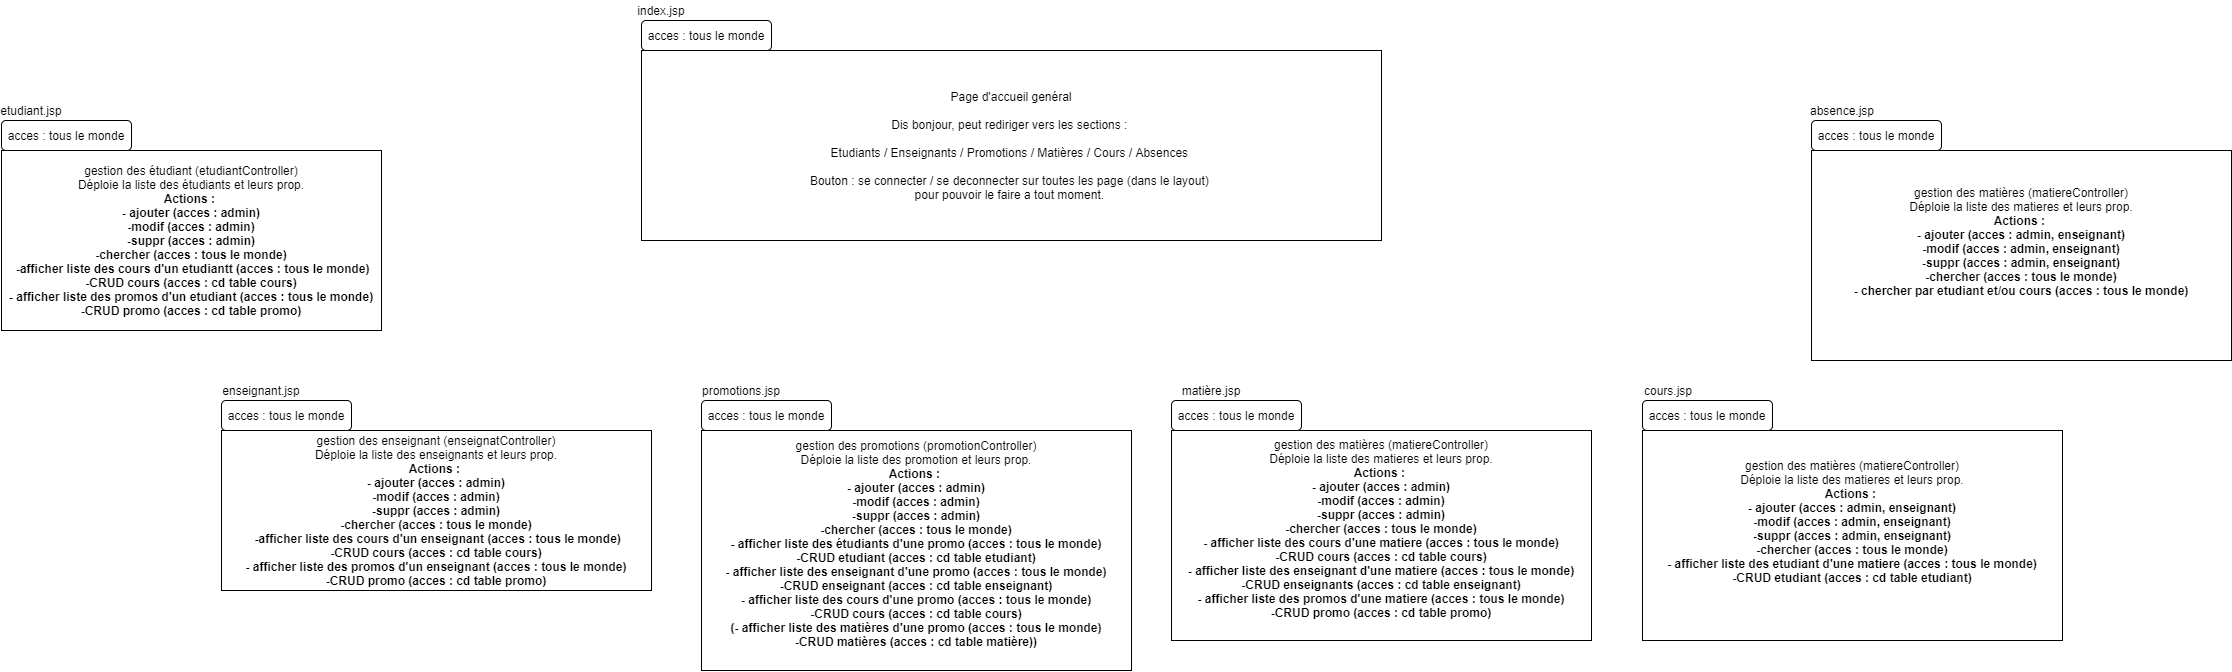 index.jsp
acces : tous le monde
Page d'accueil genéral
Dis bonjour, peut rediriger vers les sections :
Etudiants / Enseignants / Promotions / Matières / Cours / Absences
Bouton : se connecter / se deconnecter sur toutes les page (dans le layout)
pour pouvoir le faire a tout moment.
etudiant.jsp
acces : tous le monde
gestion des étudiant (etudiantController)
Déploie la liste des étudiants et leurs prop.
Actions :
- ajouter (acces : admin)
-modif (acces : admin)
-suppr (acces : admin)
-chercher (acces : tous le monde)
-afficher liste des cours d'un etudiantt (acces : tous le monde)
-CRUD cours (acces : cd table cours)
- afficher liste des promos d'un etudiant (acces : tous le monde)
-CRUD promo (acces : cd table promo)
absence.jsp
acces : tous le monde
gestion des matières (matiereController)
Déploie la liste des matieres et leurs prop.
Actions :
- ajouter (acces : admin, enseignant)
-modif (acces : admin, enseignant)
-suppr (acces : admin, enseignant)
-chercher (acces : tous le monde)
- chercher par etudiant et/ou cours (acces : tous le monde)
enseignant.jsp
acces : tous le monde
gestion des enseignant (enseignatController)
Déploie la liste des enseignants et leurs prop.
Actions :
- ajouter (acces : admin)
-modif (acces : admin)
-suppr (acces : admin)
-chercher (acces : tous le monde)
-afficher liste des cours d'un enseignant (acces : tous le monde)
-CRUD cours (acces : cd table cours)
- afficher liste des promos d'un enseignant (acces : tous le monde)
-CRUD promo (acces : cd table promo)
promotions.jsp
acces : tous le monde
gestion des promotions (promotionController)
Déploie la liste des promotion et leurs prop.
Actions :
- ajouter (acces : admin)
-modif (acces : admin)
-suppr (acces : admin)
-chercher (acces : tous le monde)
- afficher liste des étudiants d'une promo (acces : tous le monde)
-CRUD etudiant (acces : cd table etudiant)
- afficher liste des enseignant d'une promo (acces : tous le monde)
-CRUD enseignant (acces : cd table enseignant)
- afficher liste des cours d'une promo (acces : tous le monde)
-CRUD cours (acces : cd table cours)
(- afficher liste des matières d'une promo (acces : tous le monde)
-CRUD matières (acces : cd table matière))
matière.jsp
acces : tous le monde
gestion des matières (matiereController)
Déploie la liste des matieres et leurs prop.
Actions :
- ajouter (acces : admin)
-modif (acces : admin)
-suppr (acces : admin)
-chercher (acces : tous le monde)
- afficher liste des cours d'une matiere (acces : tous le monde)
-CRUD cours (acces : cd table cours)
- afficher liste des enseignant d'une matiere (acces : tous le monde)
-CRUD enseignants (acces : cd table enseignant)
- afficher liste des promos d'une matiere (acces : tous le monde)
-CRUD promo (acces : cd table promo)
cours.jsp
acces : tous le monde
gestion des matières (matiereController)
Déploie la liste des matieres et leurs prop.
Actions :
- ajouter (acces : admin, enseignant)
-modif (acces : admin, enseignant)
-suppr (acces : admin, enseignant)
-chercher (acces : tous le monde)
- afficher liste des etudiant d'une matiere (acces : tous le monde)
-CRUD etudiant (acces : cd table etudiant)